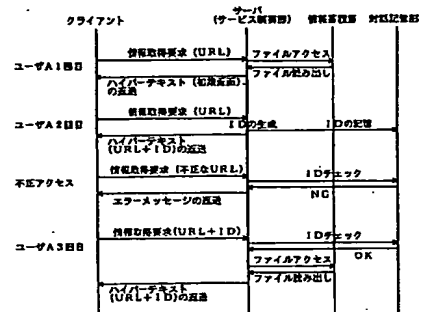 クライアント
サーバ
(サービス制御部)
情報蓄積部
対話記憶部
情報取得要求 (URL)
ファイルアクセス
ユーザA1回目
ファイル読み出し
ハイパーテキスト (初期画面)
の返送
情報取得要求 (URL)
ユーザA2回目
IDの生成
IDの記憶
ハイパーテキスト
(URL+ID)の返送
情報取得要求 (不正なURL)
IDチェック
不正アクセス
NG
エラーメッセージの返送
情報取得要求(URL+ID)
IDチェック
ユーザA3回目
OK
ファイルアクセス
ファイル読み出し
ハイパーテキスト
(URL+ID)の返送